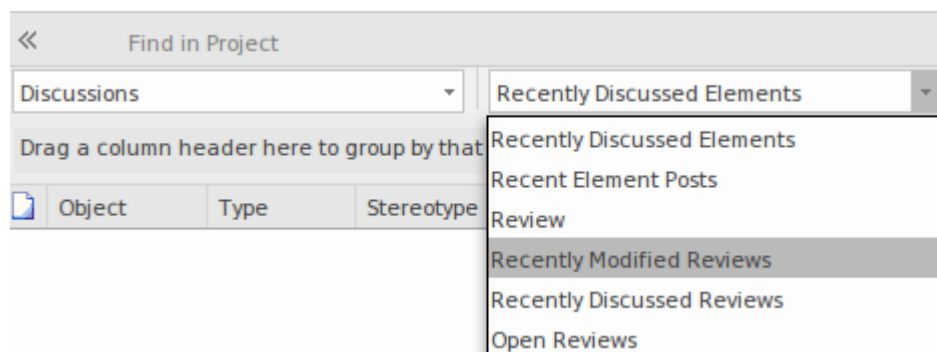 Find in Project
Discussions
Recently Discussed Elements
Drag a column header here to group by that
Recently Discussed Elements
Recent Element Posts
Object Type Stereotype
Review
Recently Modified Reviews
Recently Discussed Reviews
Open Reviews